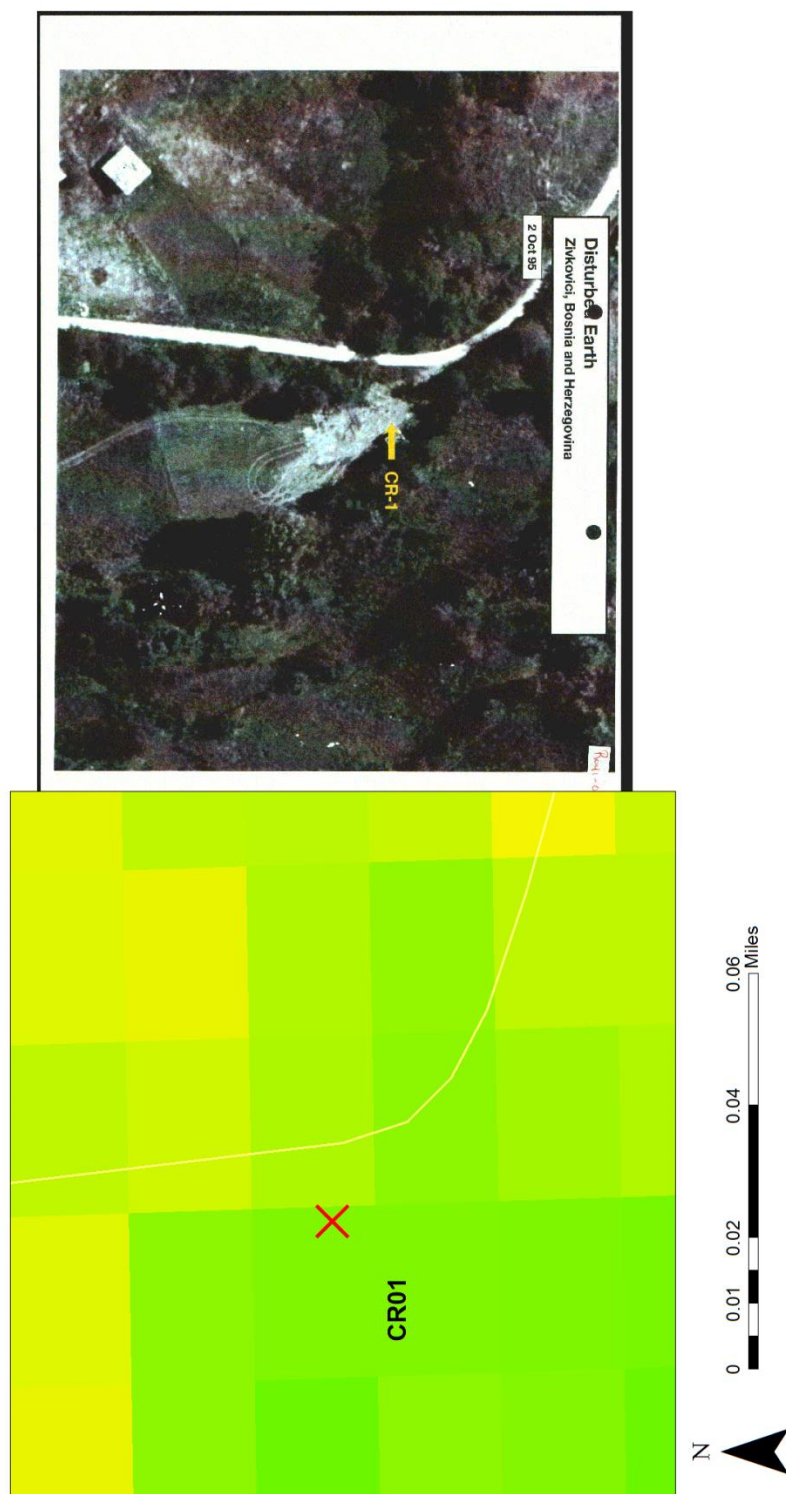 Disturbed Earth
Zivkovici, Bosnia and Herzegovina
2 Oct 95
CR-1
CR01
0
0.01
0.02
0.04
0.06
Miles
N